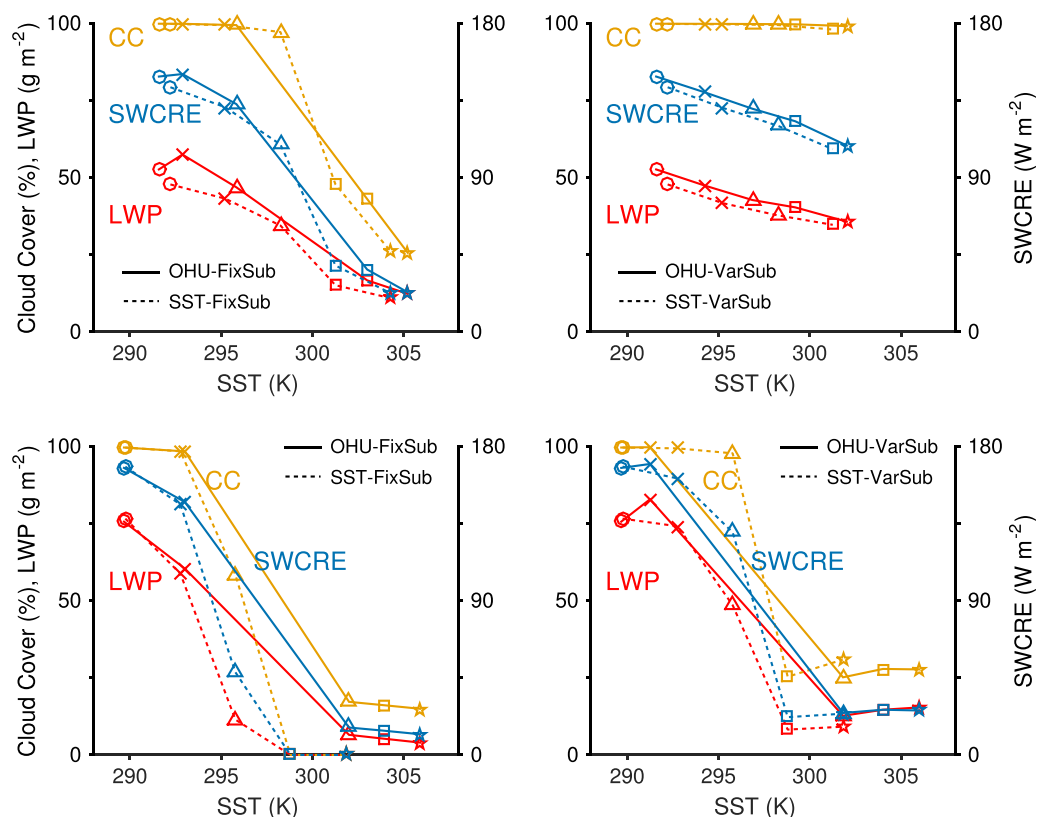 100
50
0
Cloud Cover (%), LWP (g m⁻²)
CC
SWCRE
LWP
OHU-FixSub
SST-FixSub
180
90
0
290 295 300 305
SST (K)
100
50
0
CC
SWCRE
LWP
OHU-VarSub
SST-VarSub
180
90
0
SWCRE (W m⁻²)
290 295 300 305
SST (K)
100
50
0
Cloud Cover (%), LWP (g m⁻²)
OHU-FixSub
SST-FixSub
CC
SWCRE
LWP
180
90
0
290 295 300 305
SST (K)
100
50
0
OHU-VarSub
SST-VarSub
CC
SWCRE
LWP
180
90
0
SWCRE (W m⁻²)
290 295 300 305
SST (K)